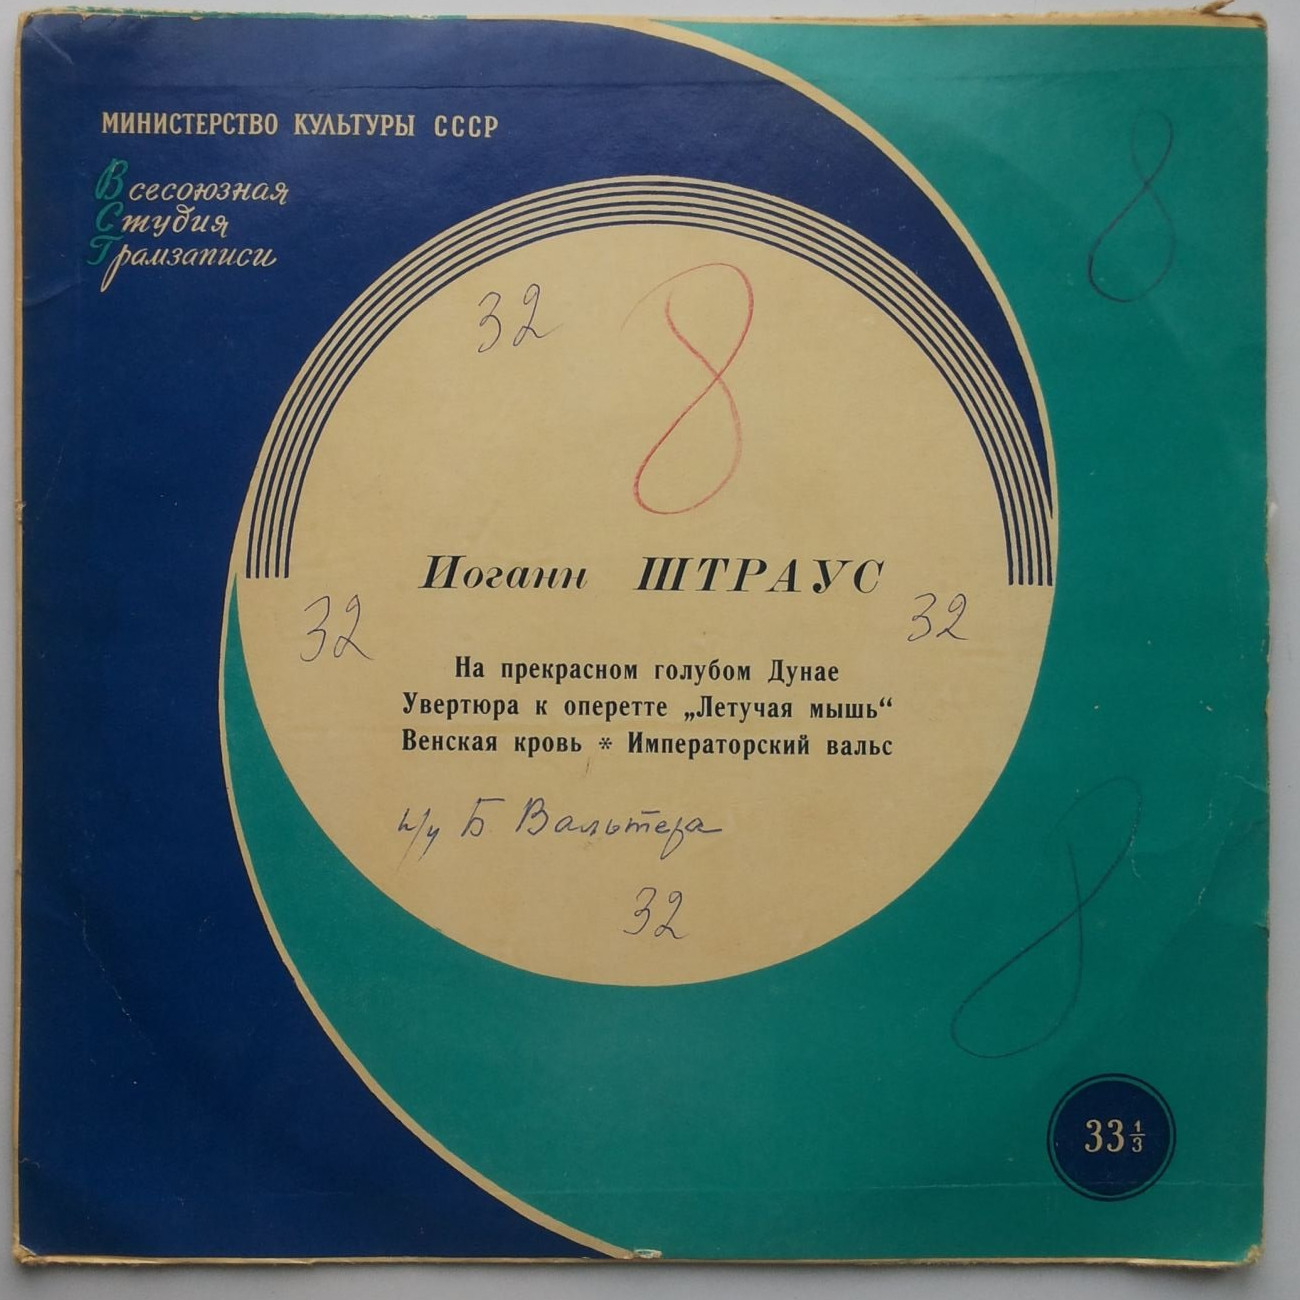 МИНИСТЕРСТВО КУЛЬТУРЫ СССР
Всесоюзная
Студия
Грамзаписи
8
32
8
Иоганн ШТРАУС
32
32
На прекрасном голубом Дунае
Увертюра к оперетте „Летучая мышь“
Венская кровь * Императорский вальс
п/у Б Вальтера
32
8
33 1/3